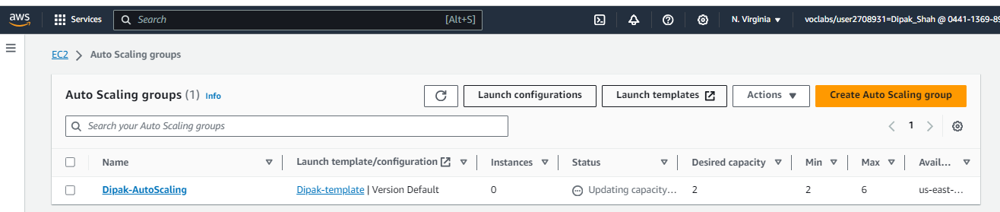 aws Services Search [Alt+S] N. Virginia voclabs/user2708931=Dipak_Shah @ 0441-1369-89
EC2 Auto Scaling groups
Auto Scaling groups (1) Info Launch configurations Launch templates Actions Create Auto Scaling group
Search your Auto Scaling groups 1
Name Launch template/configuration Instances Status Desired capacity Min Max Avail...
Dipak-AutoScaling Dipak-template | Version Default 0 Updating capacity... 2 2 6 us-east-...